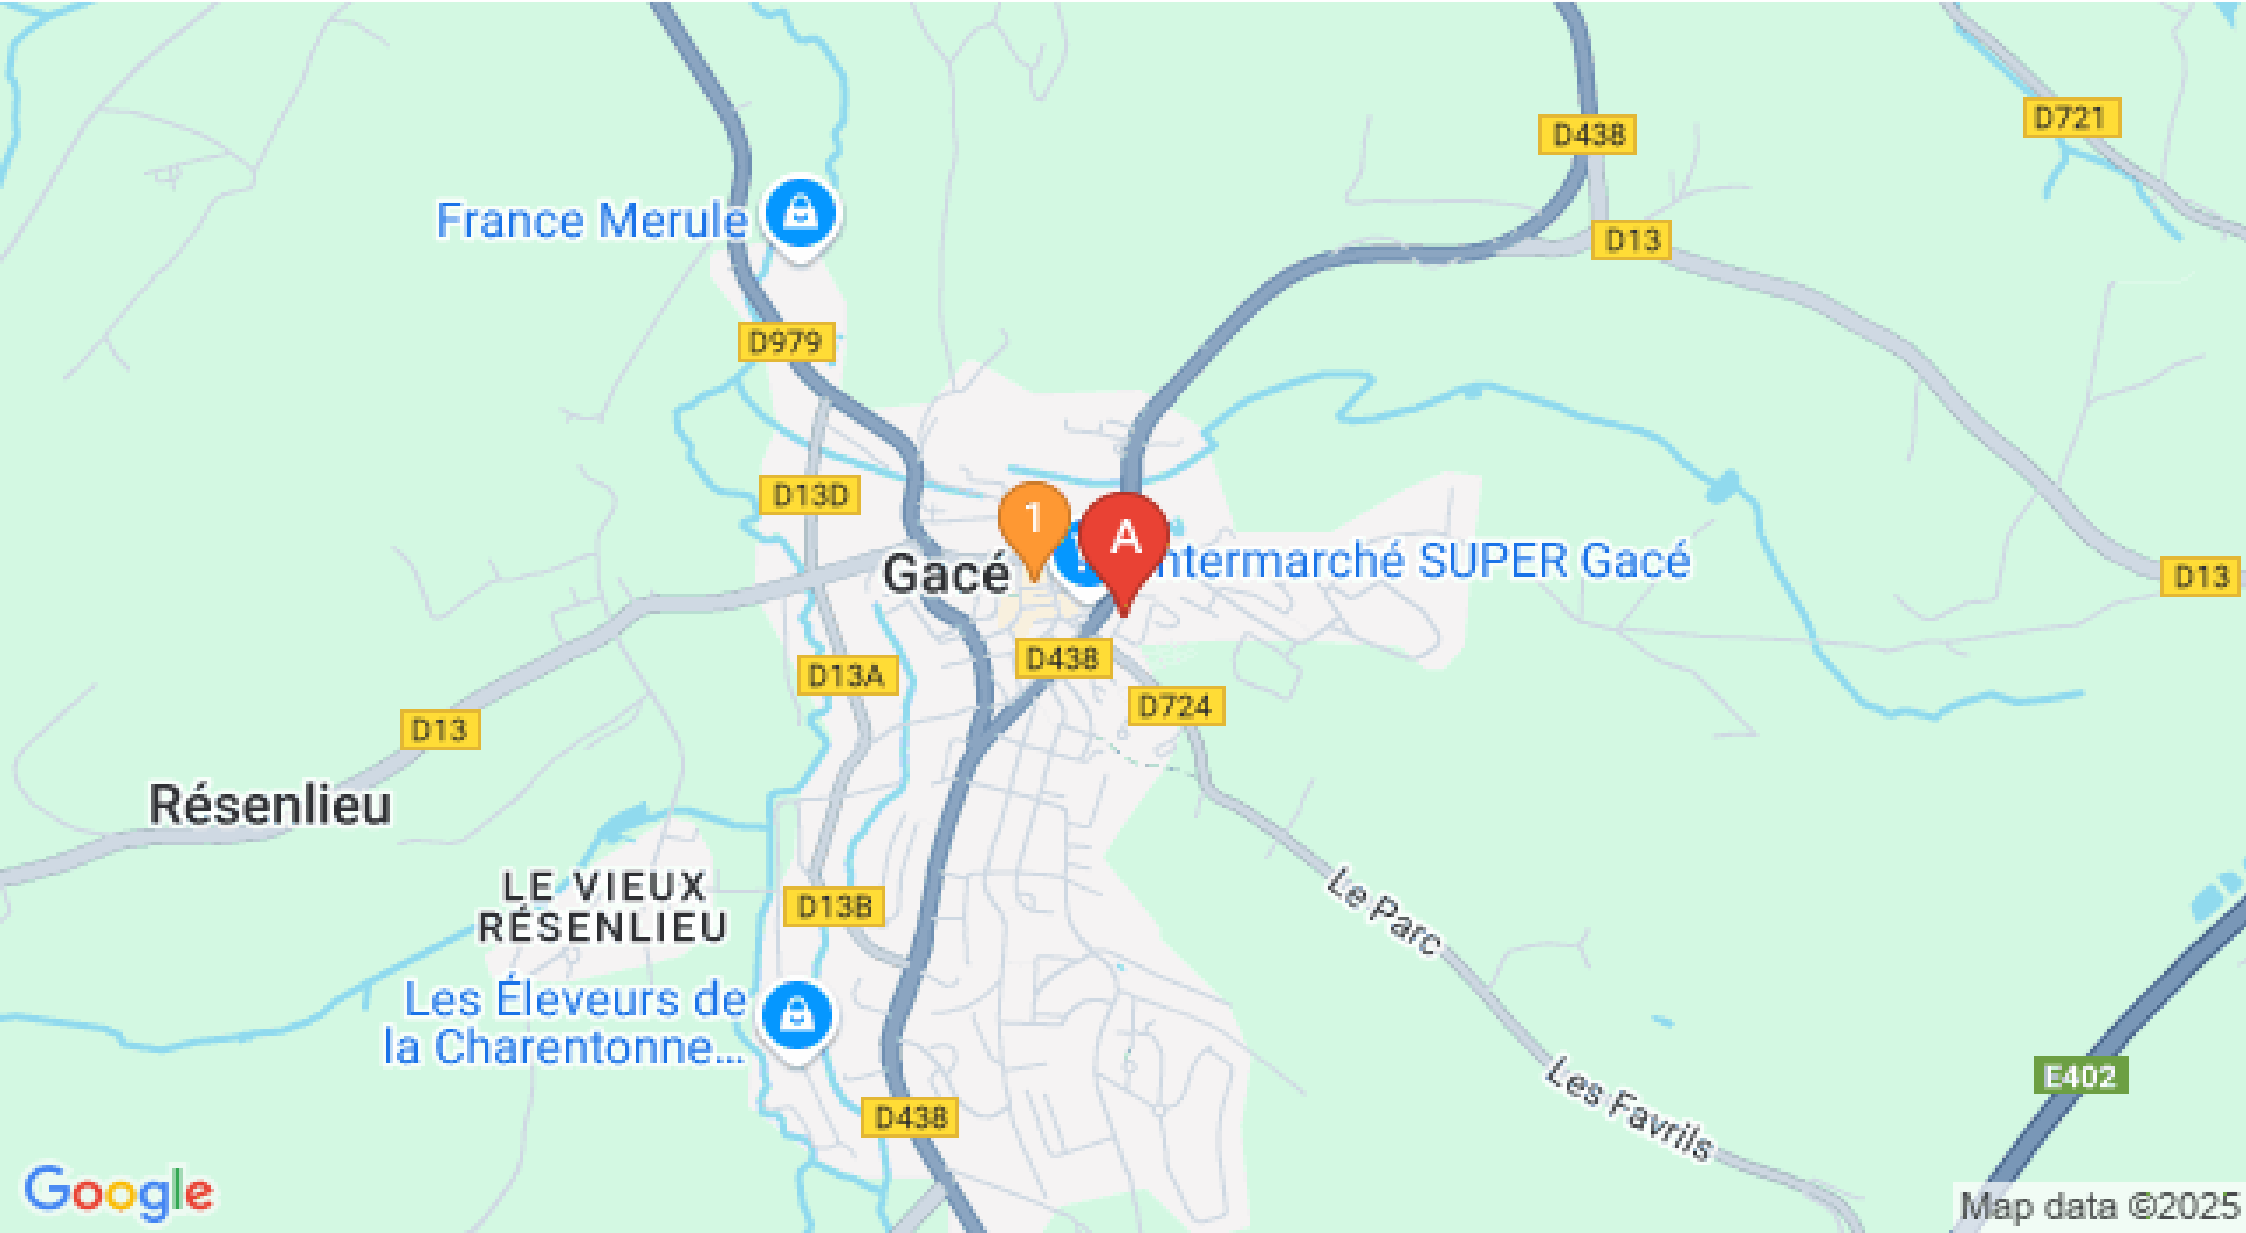 D721
D438
France Merule
D13
D979
D13D
1
A
Gacé
ntermarché SUPER Gacé
D13
D438
D13A
D724
D13
Résenlieu
LE VIEUX
RÉSENLIEU
D13B
Le Parc
Les Éleveurs de
la Charentonne...
E402
Les Favrils
D438
Google
Map data ©2025